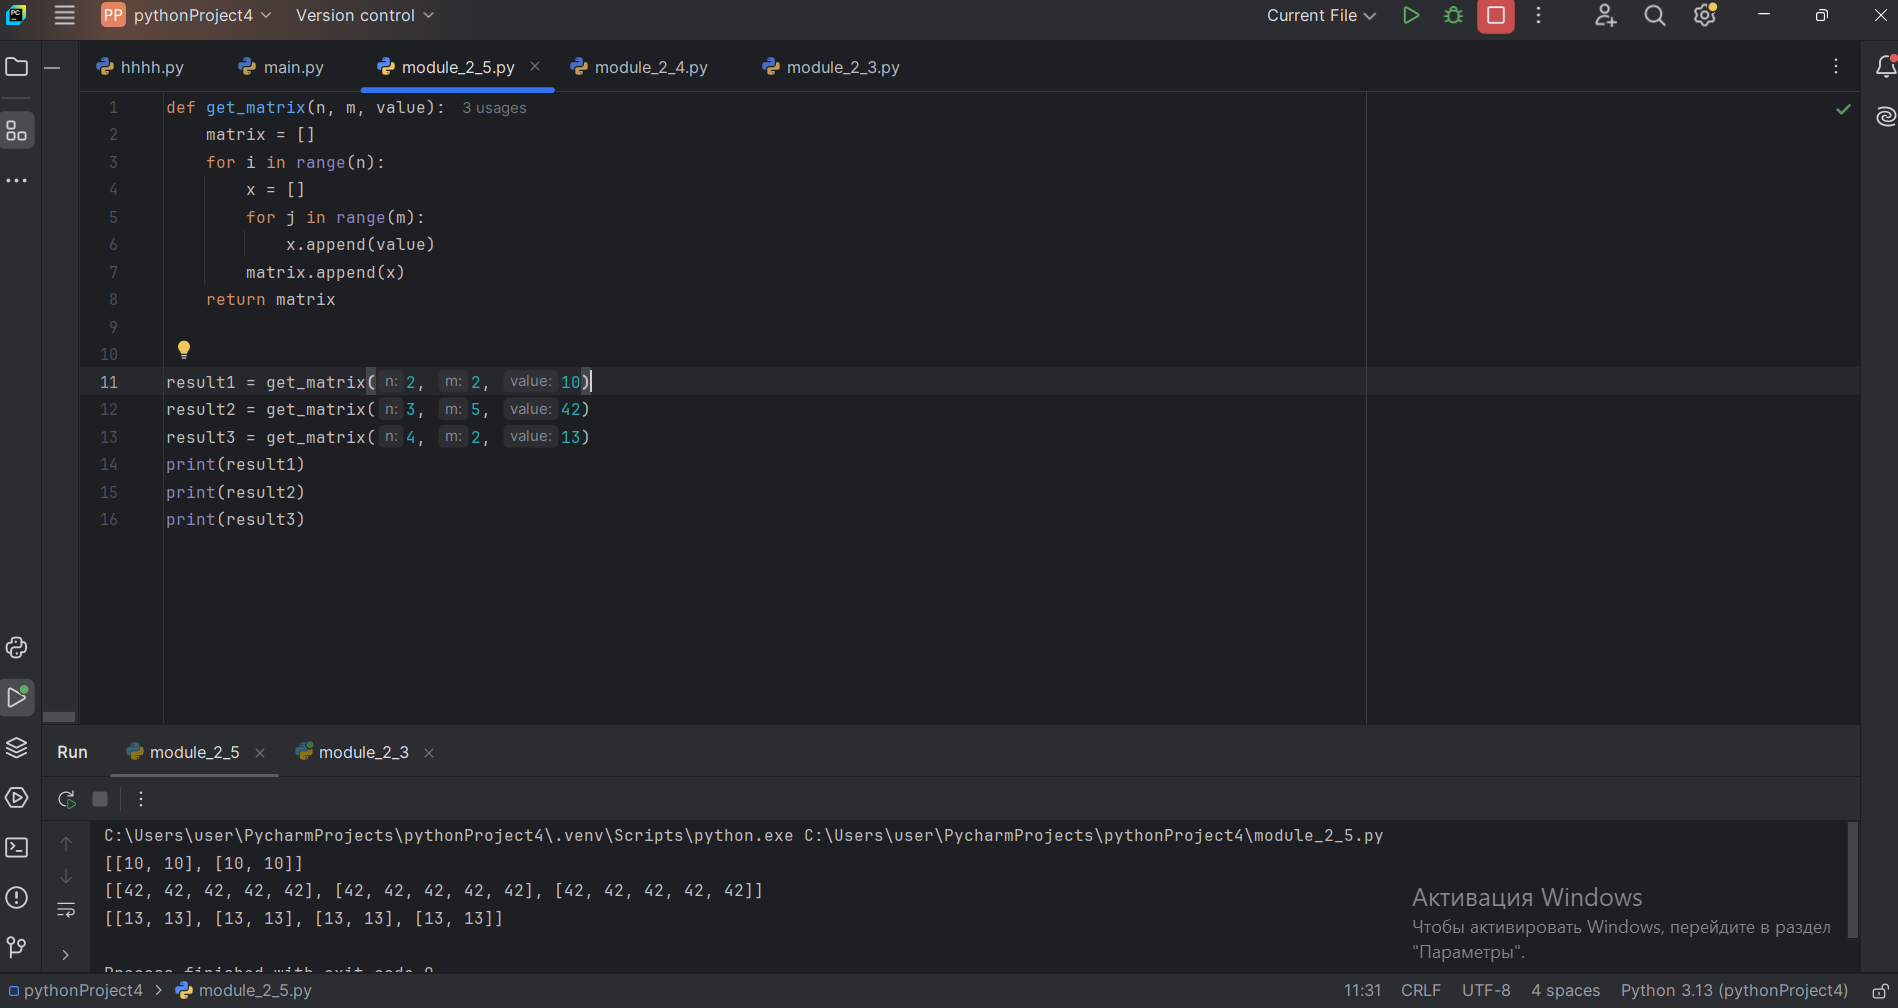 PC
PP pythonProject4 Version control Current File
hhhh.py main.py module_2_5.py module_2_4.py module_2_3.py
1 def get_matrix(n, m, value): 3 usages
2 matrix = []
3 for i in range(n):
4 x = []
5 for j in range(m):
6 x.append(value)
7 matrix.append(x)
8 return matrix
9
10
11 result1 = get_matrix( n: 2, m: 2, value: 10)
12 result2 = get_matrix( n: 3, m: 5, value: 42)
13 result3 = get_matrix( n: 4, m: 2, value: 13)
14 print(result1)
15 print(result2)
16 print(result3)
Run module_2_5 module_2_3
C:\Users\user\PycharmProjects\pythonProject4\.venv\Scripts\python.exe C:\Users\user\PycharmProjects\pythonProject4\module_2_5.py
[[10, 10], [10, 10]]
[[42, 42, 42, 42, 42], [42, 42, 42, 42, 42], [42, 42, 42, 42, 42]]
[[13, 13], [13, 13], [13, 13], [13, 13]]
Process finished with exit code 0
Активация Windows
Чтобы активировать Windows, перейдите в раздел
"Параметры".
pythonProject4 > module_2_5.py 11:31 CRLF UTF-8 4 spaces Python 3.13 (pythonProject4)